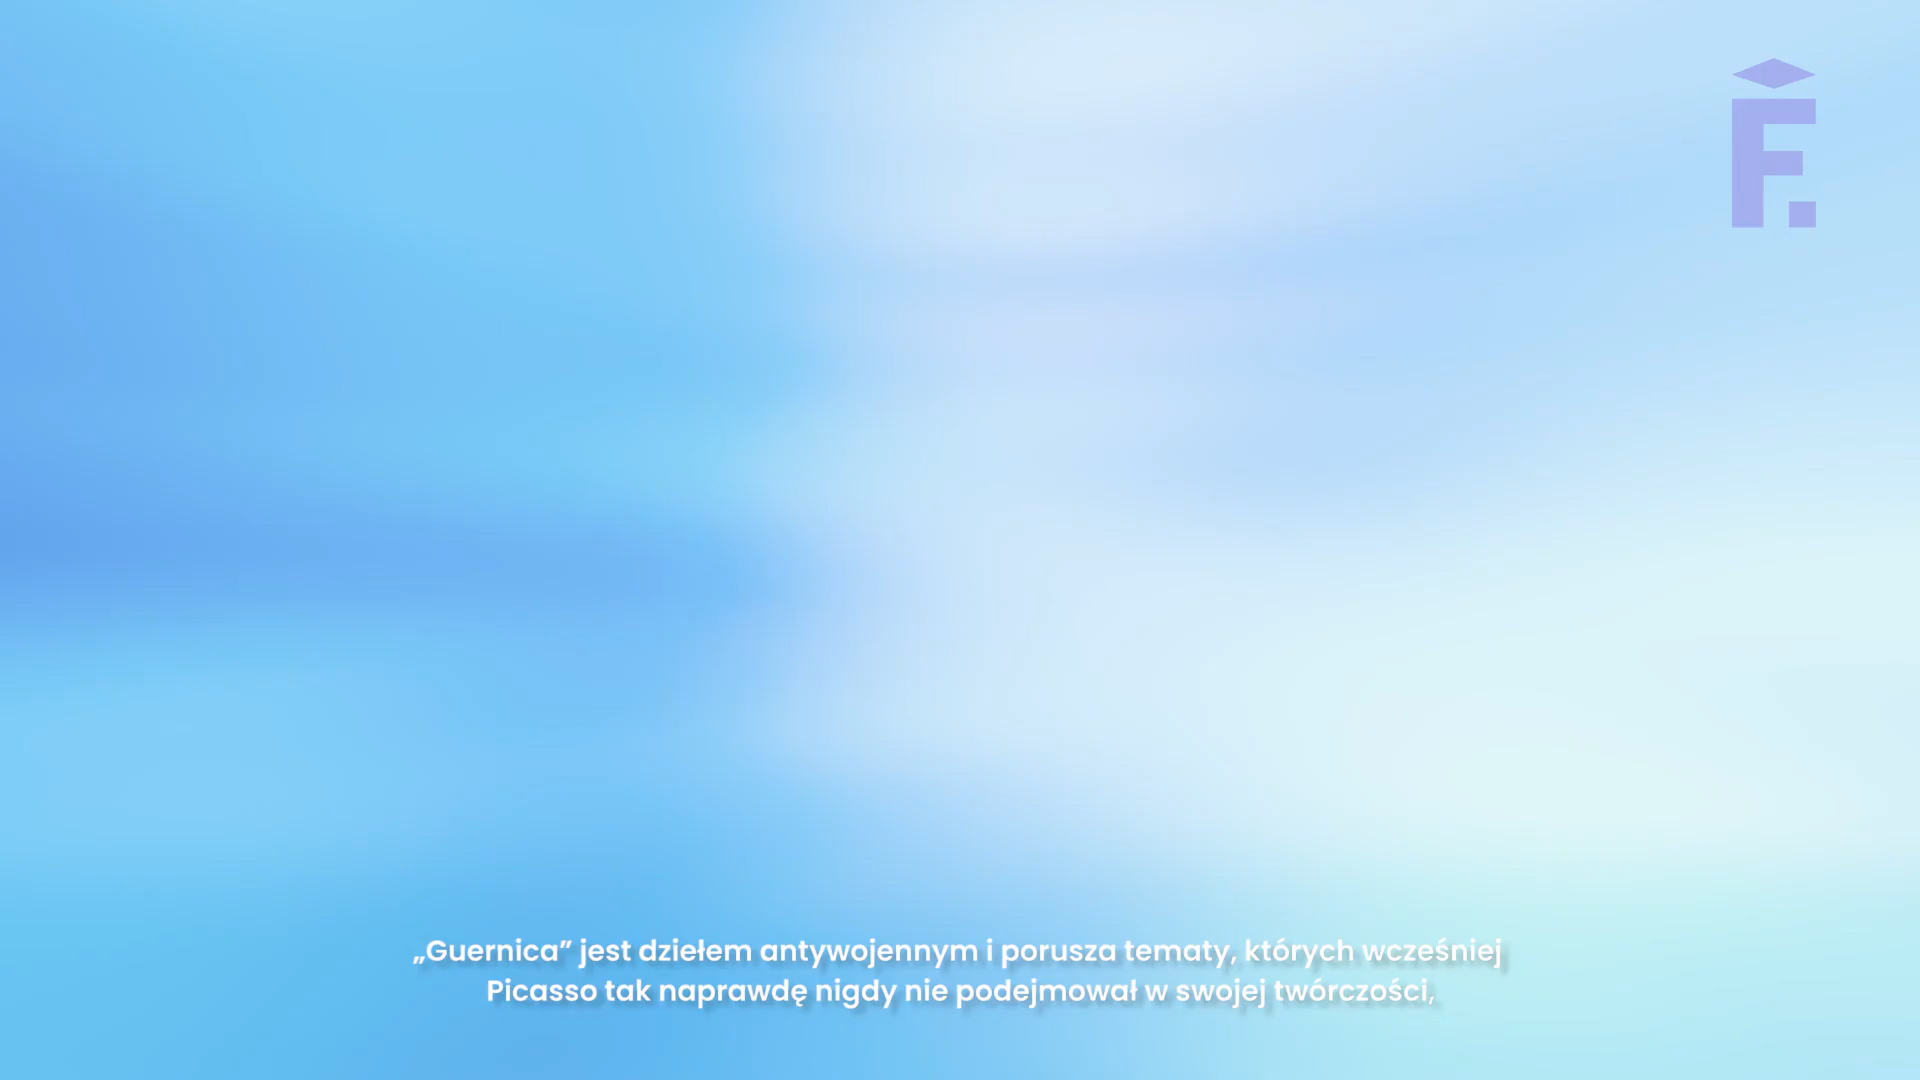 F.
„Guernica” jest dziełem antywojennym i porusza tematy, których wcześniej
Picasso tak naprawdę nigdy nie podejmował w swojej twórczości,